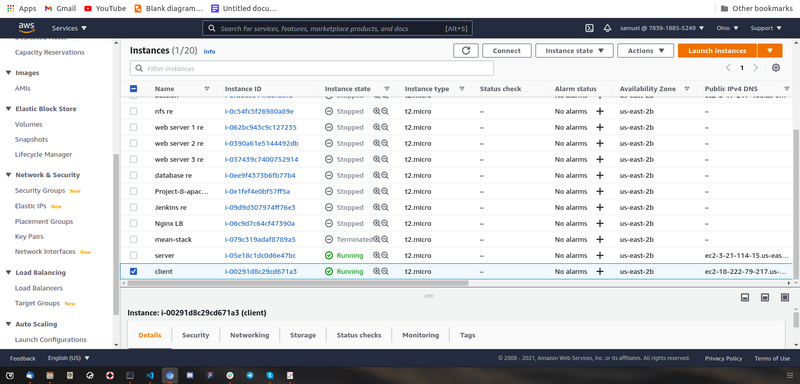 Apps Gmail YouTube Blank diagram... Untitled docu... Other bookmarks
aws Services Search for services, features, marketplace products, and docs [Alt+S] samuel @ 7839-1885-5249 Ohio Support
Capacity Reservations
Images
AMIs
Elastic Block Store
Volumes
Snapshots
Lifecycle Manager
Network & Security
Security Groups New
Elastic IPs New
Placement Groups
Key Pairs
Network Interfaces New
Load Balancing
Load Balancers
Target Groups New
Auto Scaling
Launch Configurations
Instances (1/20) Info Connect Instance state Actions Launch instances
Filter instances 1
Name Instance ID Instance state Instance type Status check Alarm status Availability Zone Public IPv4 DNS
nfs re i-0c54fc5f26980a89e Stopped t2.micro – No alarms + us-east-2b –
web server 1 re i-062bc943c9c127235 Stopped t2.micro – No alarms + us-east-2b –
web server 2 re i-0390a61e5144492db Stopped t2.micro – No alarms + us-east-2b –
web server 3 re i-037439c7400752914 Stopped t2.micro – No alarms + us-east-2b –
database re i-0ee9f4373b6fb77b4 Stopped t2.micro – No alarms + us-east-2b –
Project-8-apac... i-0e1fef4e0bf57ff5a Stopped t2.micro – No alarms + us-east-2b –
Jenkins re i-09d9d307974ff76e3 Stopped t2.micro – No alarms + us-east-2b –
Nginx LB i-06c9d7c64cf47390a Stopped t2.micro – No alarms + us-east-2b –
mean-stack i-079c319adaf8789a5 Terminated t2.micro – No alarms + us-east-2b –
server i-05e18c1dc0d6e47bc Running t2.micro – No alarms + us-east-2b ec2-3-21-114-15.us-eas...
client i-00291d8c29cd671a3 Running t2.micro – No alarms + us-east-2b ec2-18-222-79-217.us-...
Instance: i-00291d8c29cd671a3 (client)
Details Security Networking Storage Status checks Monitoring Tags
Feedback English (US) © 2008 - 2021, Amazon Web Services, Inc. or its affiliates. All rights reserved. Privacy Policy Terms of Use